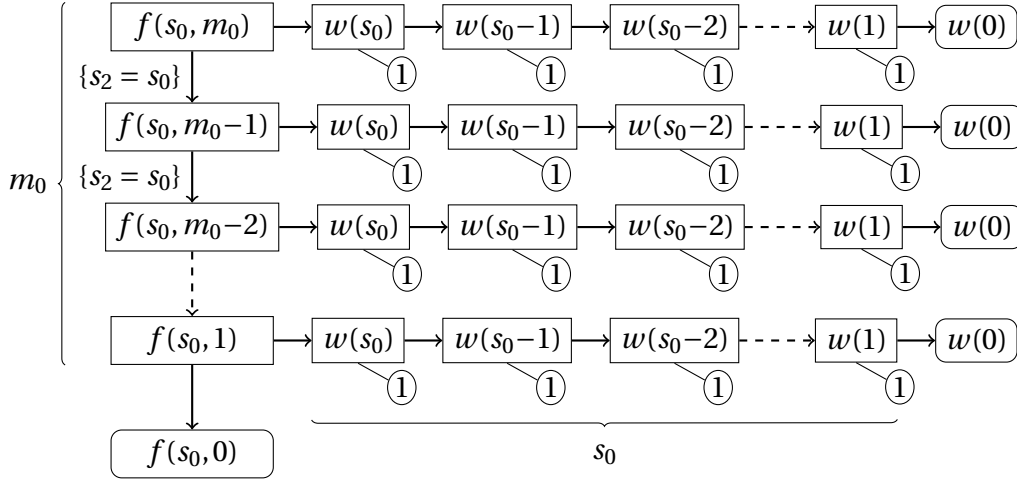 f(s₀, m₀) w(s₀) w(s₀−1) w(s₀−2) w(1) w(0)
1 1 1 1
{s₂ = s₀}
f(s₀, m₀−1) w(s₀) w(s₀−1) w(s₀−2) w(1) w(0)
1 1 1 1
{s₂ = s₀}
m₀
f(s₀, m₀−2) w(s₀) w(s₀−1) w(s₀−2) w(1) w(0)
1 1 1 1
f(s₀, 1) w(s₀) w(s₀−1) w(s₀−2) w(1) w(0)
1 1 1 1
f(s₀, 0)
s₀